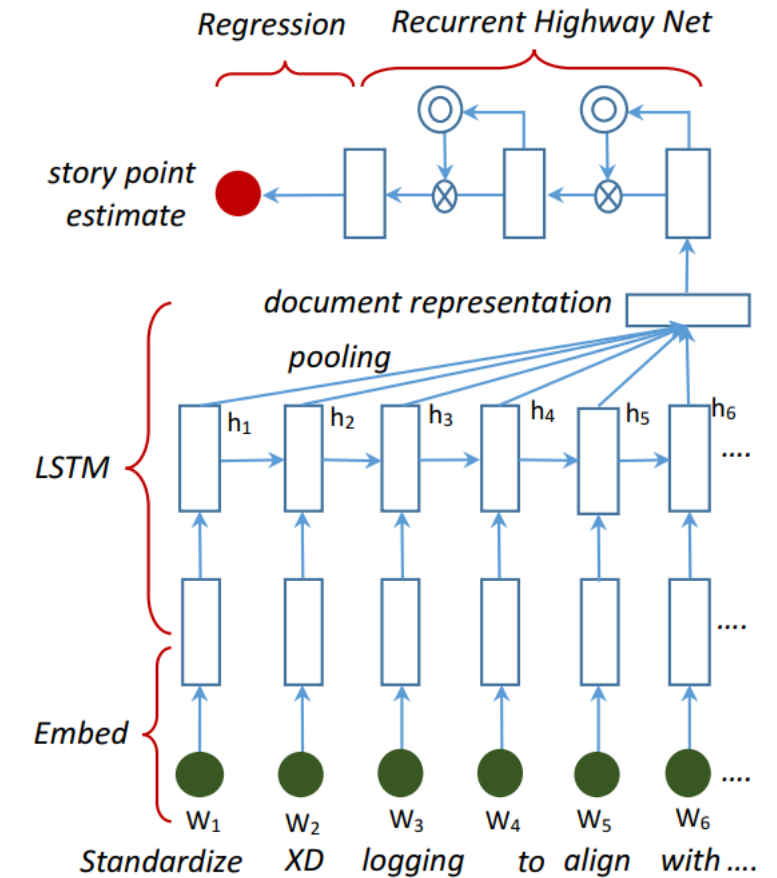 Regression Recurrent Highway Net
story point
estimate
document representation
pooling
h1 h2 h3 h4 h5 h6
LSTM ....
....
Embed
....
W1 W2 W3 W4 W5 W6
Standardize XD logging to align with ....